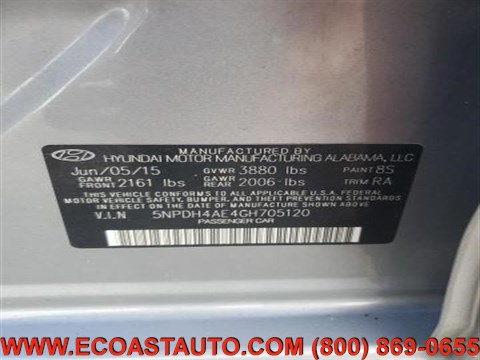 MANUFACTURED BY
HYUNDAI MOTOR MANUFACTURING ALABAMA, LLC
Jun/05/15 GVWR 3880 lbs PAINT 8S
GAWR FRONT 2161 lbs GAWR REAR 2006 lbs TRIM RA
THIS VEHICLE CONFORMS TO ALL APPLICABLE U.S. FEDERAL
MOTOR VEHICLE SAFETY, BUMPER, AND THEFT PREVENTION
STANDARDS IN EFFECT ON THE DATE OF MANUFACTURE SHOWN ABOVE.
V.I.N. 5NPDH4AE4GH705120
PASSENGER CAR
WWW.ECOASTAUTO.COM (800) 869-0655